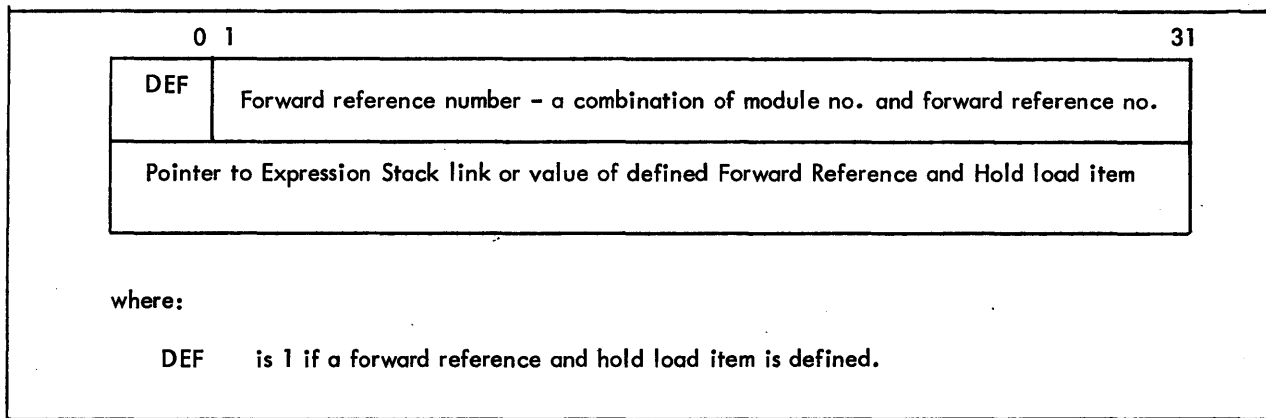 0 1 31
DEF
Forward reference number - a combination of module no. and forward reference no.
Pointer to Expression Stack link or value of defined Forward Reference and Hold load item
where:
DEF is 1 if a forward reference and hold load item is defined.